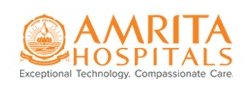 AMRITA
HOSPITALS
Exceptional Technology. Compassionate Care.